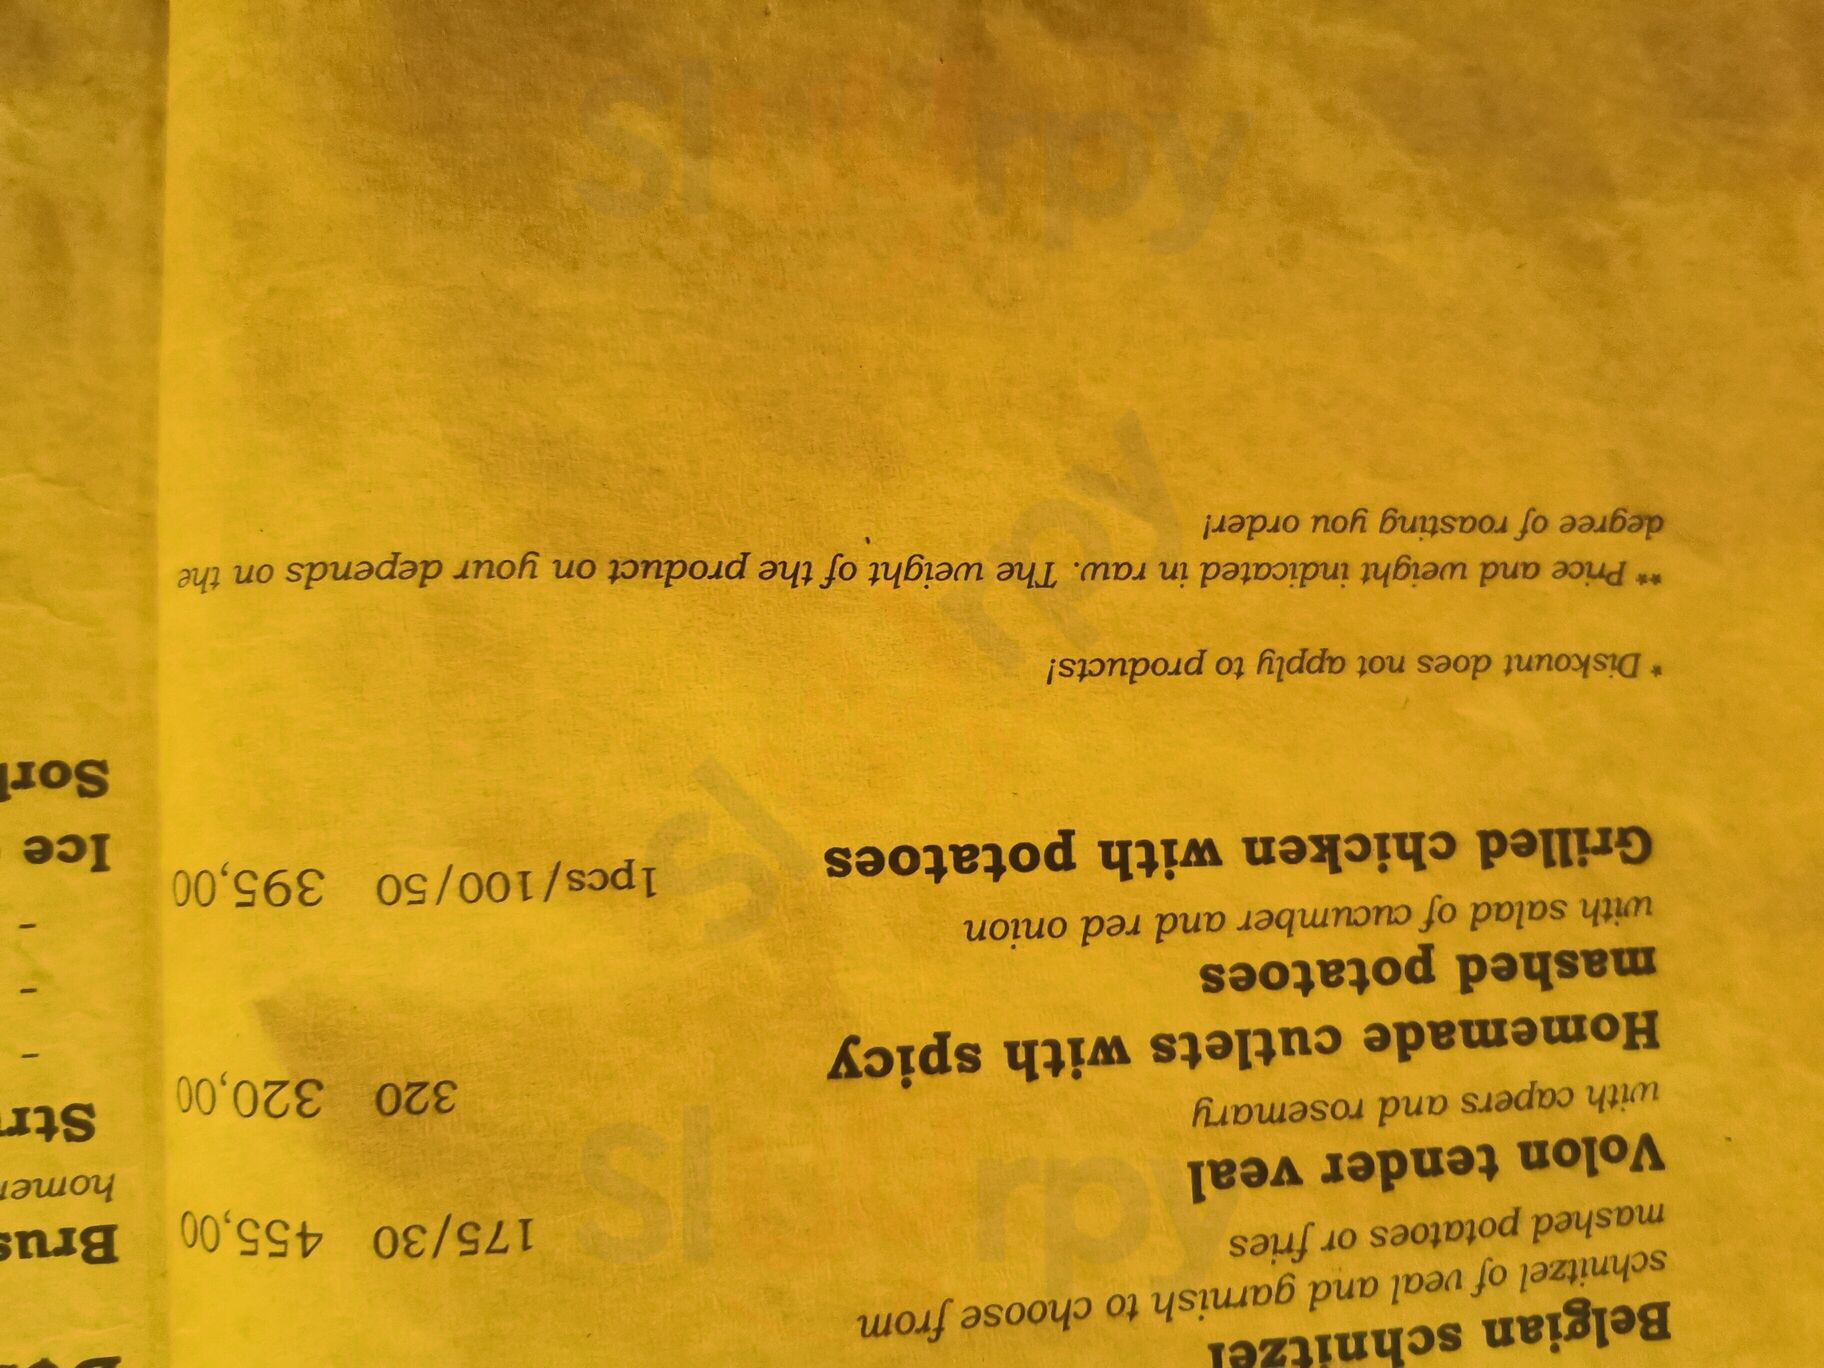 Belgian schnitzel
schnitzel of veal and garnish to choose from
mashed potatoes or fries
Volon tender veal 175/30 455,00
with capers and rosemary
Homemade cutlets with spicy 320 320,00
mashed potatoes
with salad of cucumber and red onion
Grilled chicken with potatoes 1pcs/100/50 395,00
* Diskount does not apply to products!
** Price and weight indicated in raw. The weight of the product on your depends on the
degree of roasting you order!
Ice